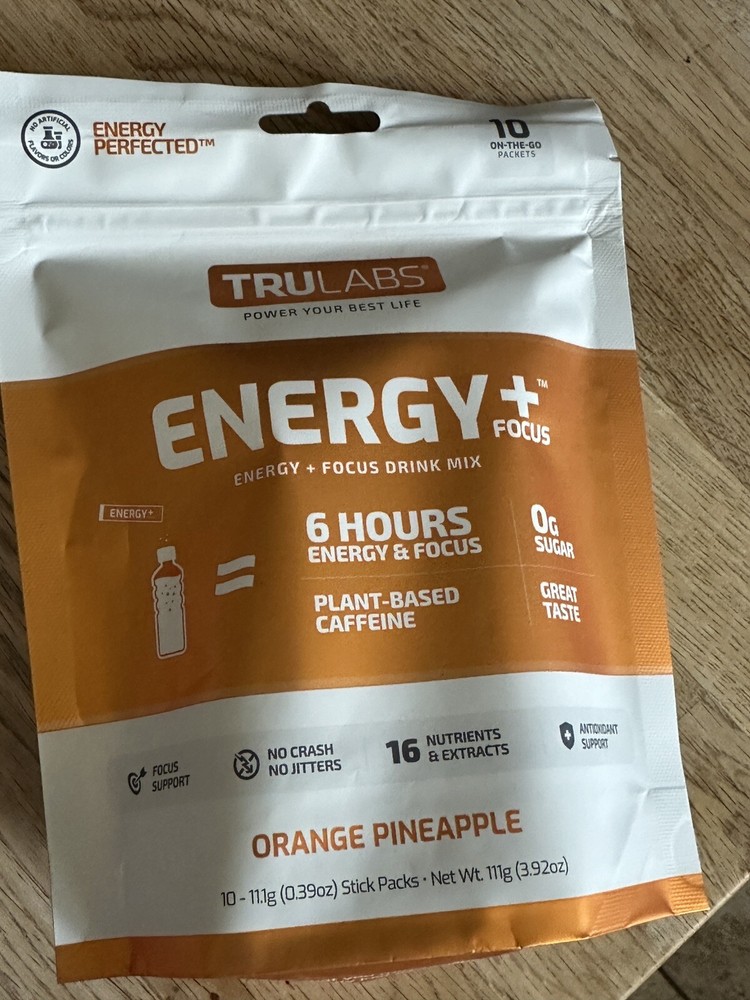 NO ARTIFICIAL
FLAVORS OR COLORS
ENERGY
PERFECTED™
10
ON-THE-GO
PACKETS
TRULABS®
POWER YOUR BEST LIFE
ENERGY+™
FOCUS
ENERGY + FOCUS DRINK MIX
ENERGY+
6 HOURS
ENERGY & FOCUS
0G
SUGAR
=
PLANT-BASED
CAFFEINE
GREAT
TASTE
FOCUS
SUPPORT
NO CRASH
NO JITTERS
16 NUTRIENTS
& EXTRACTS
ANTIOXIDANT
SUPPORT
ORANGE PINEAPPLE
10 - 11.1g (0.39oz) Stick Packs • Net Wt. 111g (3.92oz)